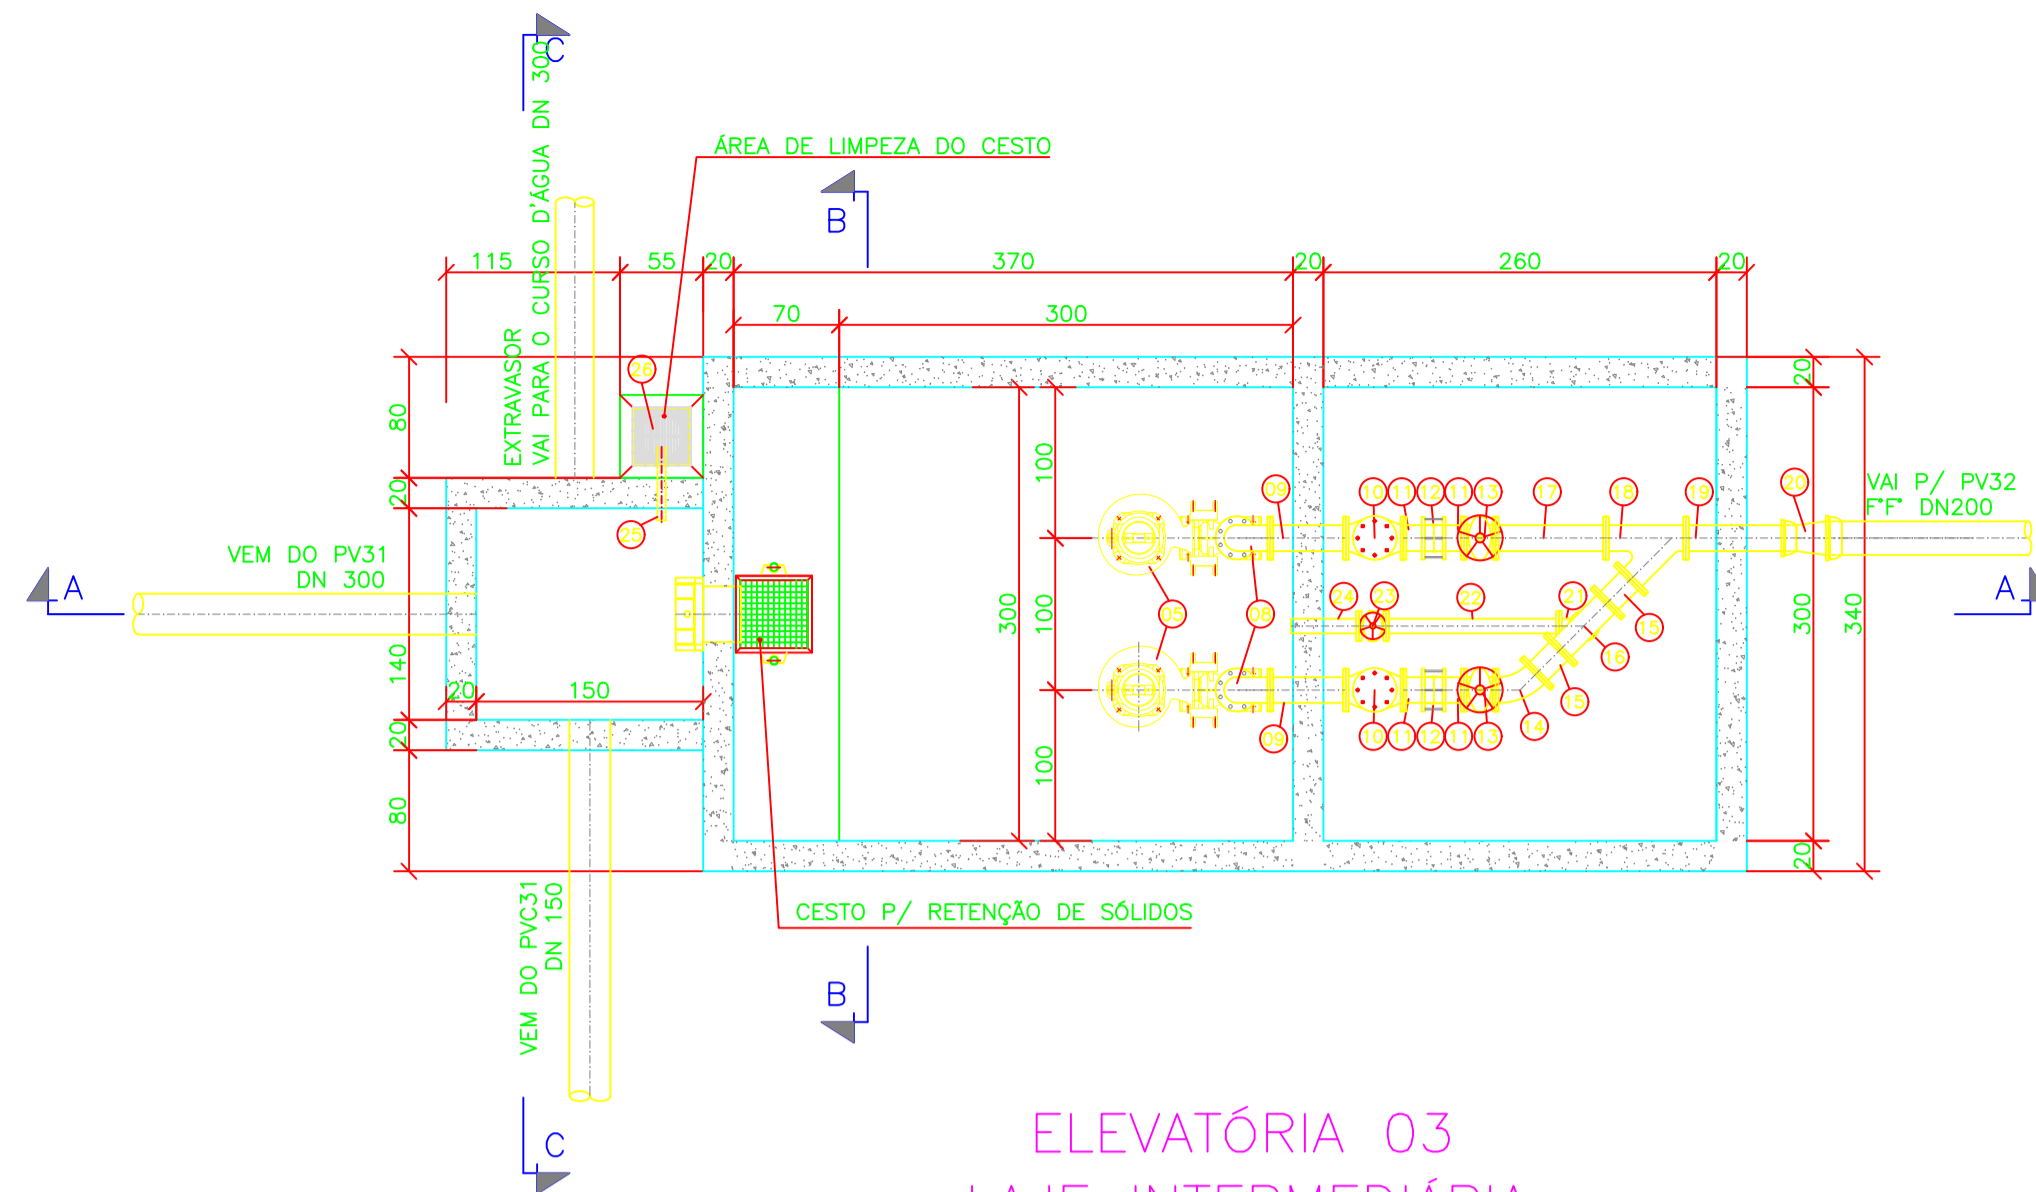 C
EXTRAVASOR
VAI PARA O CURSO D'ÁGUA DN 300
ÁREA DE LIMPEZA DO CESTO
B
115
55
20
370
20
260
20
70
300
26
80
20
140
20
80
25
VEM DO PV31
DN 300
A
20
150
300
100
100
100
09
10
11
12
11
13
17
18
19
20
VAI P/ PV32
F°F° DN200
05
08
24
23
22
21
15
16
15
14
09
10
11
12
11
13
20
300
20
340
A
CESTO P/ RETENÇÃO DE SÓLIDOS
VEM DO PVC31
DN 150
B
C
ELEVATÓRIA 03
LAJE INTERMEDIÁRIA